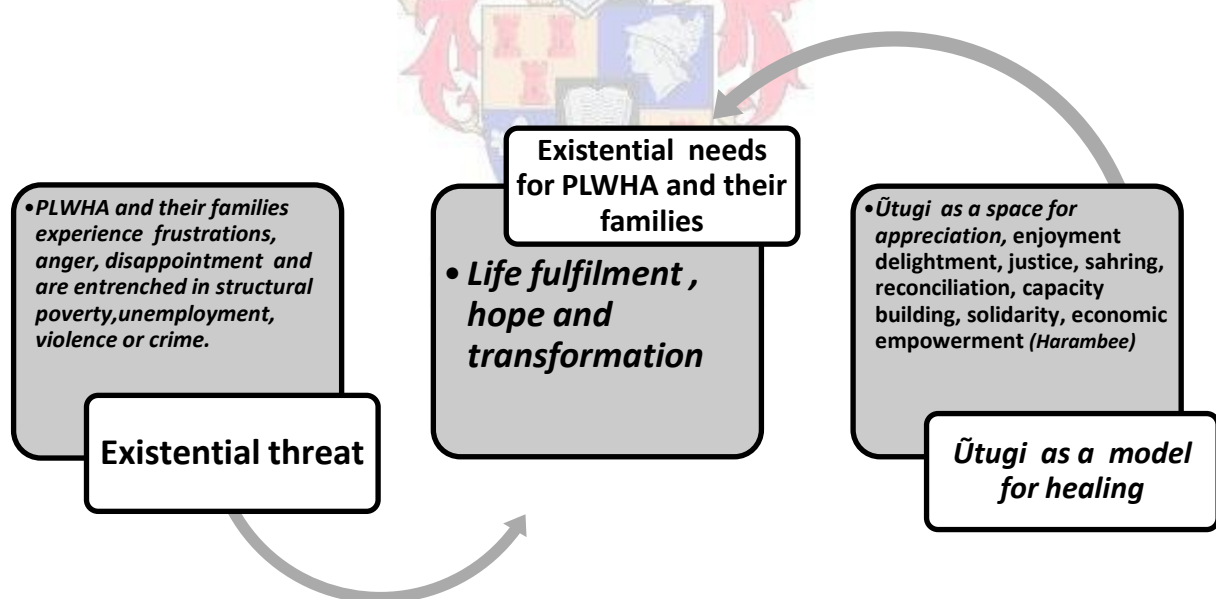 •PLWHA and their families
experience frustrations,
anger, disappointment and
are entrenched in structural
poverty,unemployment,
violence or crime.
Existential threat
Existential needs
for PLWHA and their
families
• Life fulfilment ,
hope and
transformation
•Ũtugi as a space for
appreciation, enjoyment
delightment, justice, sahring,
reconciliation, capacity
building, solidarity, economic
empowerment (Harambee)
Ũtugi as a model
for healing